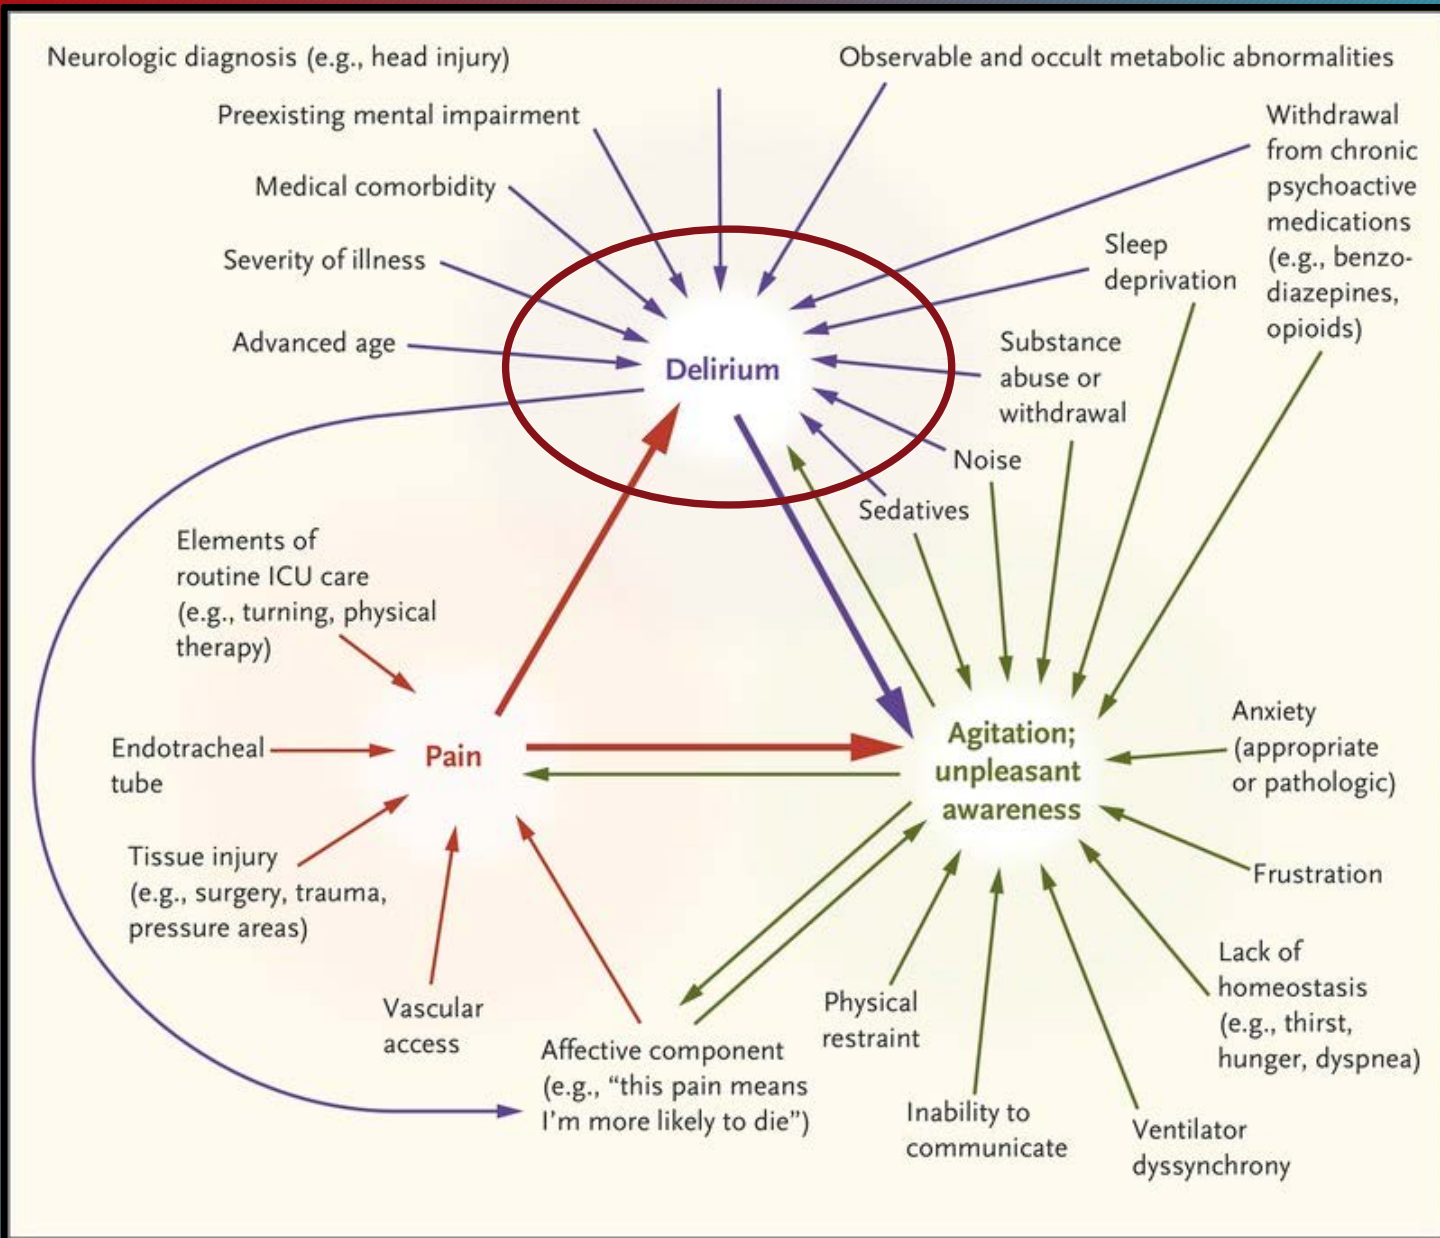 Neurologic diagnosis (e.g., head injury)
Observable and occult metabolic abnormalities
Preexisting mental impairment
Withdrawal
from chronic
psychoactive
medications
(e.g., benzo-
diazepines,
opioids)
Medical comorbidity
Severity of illness
Sleep
deprivation
Advanced age
Delirium
Substance
abuse or
withdrawal
Noise
Sedatives
Elements of
routine ICU care
(e.g., turning, physical
therapy)
Endotracheal
tube
Pain
Agitation;
unpleasant
awareness
Anxiety
(appropriate
or pathologic)
Tissue injury
(e.g., surgery, trauma,
pressure areas)
Frustration
Vascular
access
Affective component
(e.g., “this pain means
I’m more likely to die”)
Physical
restraint
Lack of
homeostasis
(e.g., thirst,
hunger, dyspnea)
Inability to
communicate
Ventilator
dyssynchrony